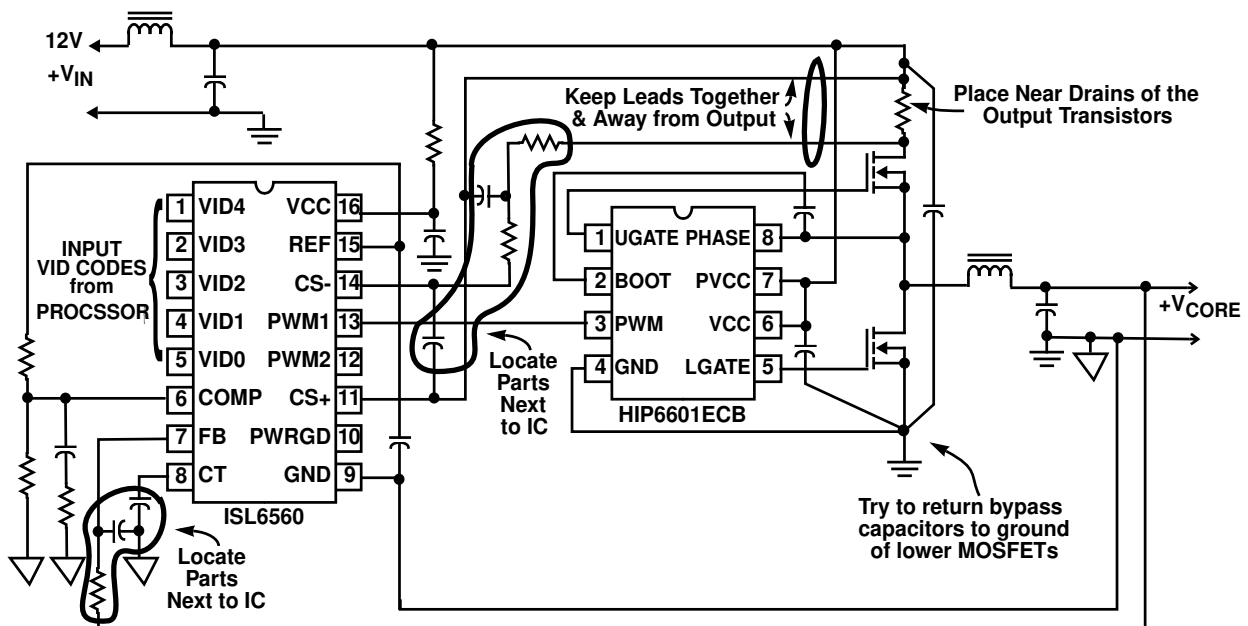 12V
+VIN
Keep Leads Together
& Away from Output
Place Near Drains of the
Output Transistors
INPUT
VID CODES
from
PROCSSOR
1 VID4 VCC 16
2 VID3 REF 15
3 VID2 CS- 14
4 VID1 PWM1 13
5 VID0 PWM2 12
6 COMP CS+ 11
7 FB PWRGD 10
8 CT GND 9
ISL6560
1 UGATE PHASE 8
2 BOOT PVCC 7
3 PWM VCC 6
4 GND LGATE 5
HIP6601ECB
+VCORE
Locate
Parts
Next
to IC
Locate
Parts
Next to IC
Try to return bypass
capacitors to ground
of lower MOSFETs